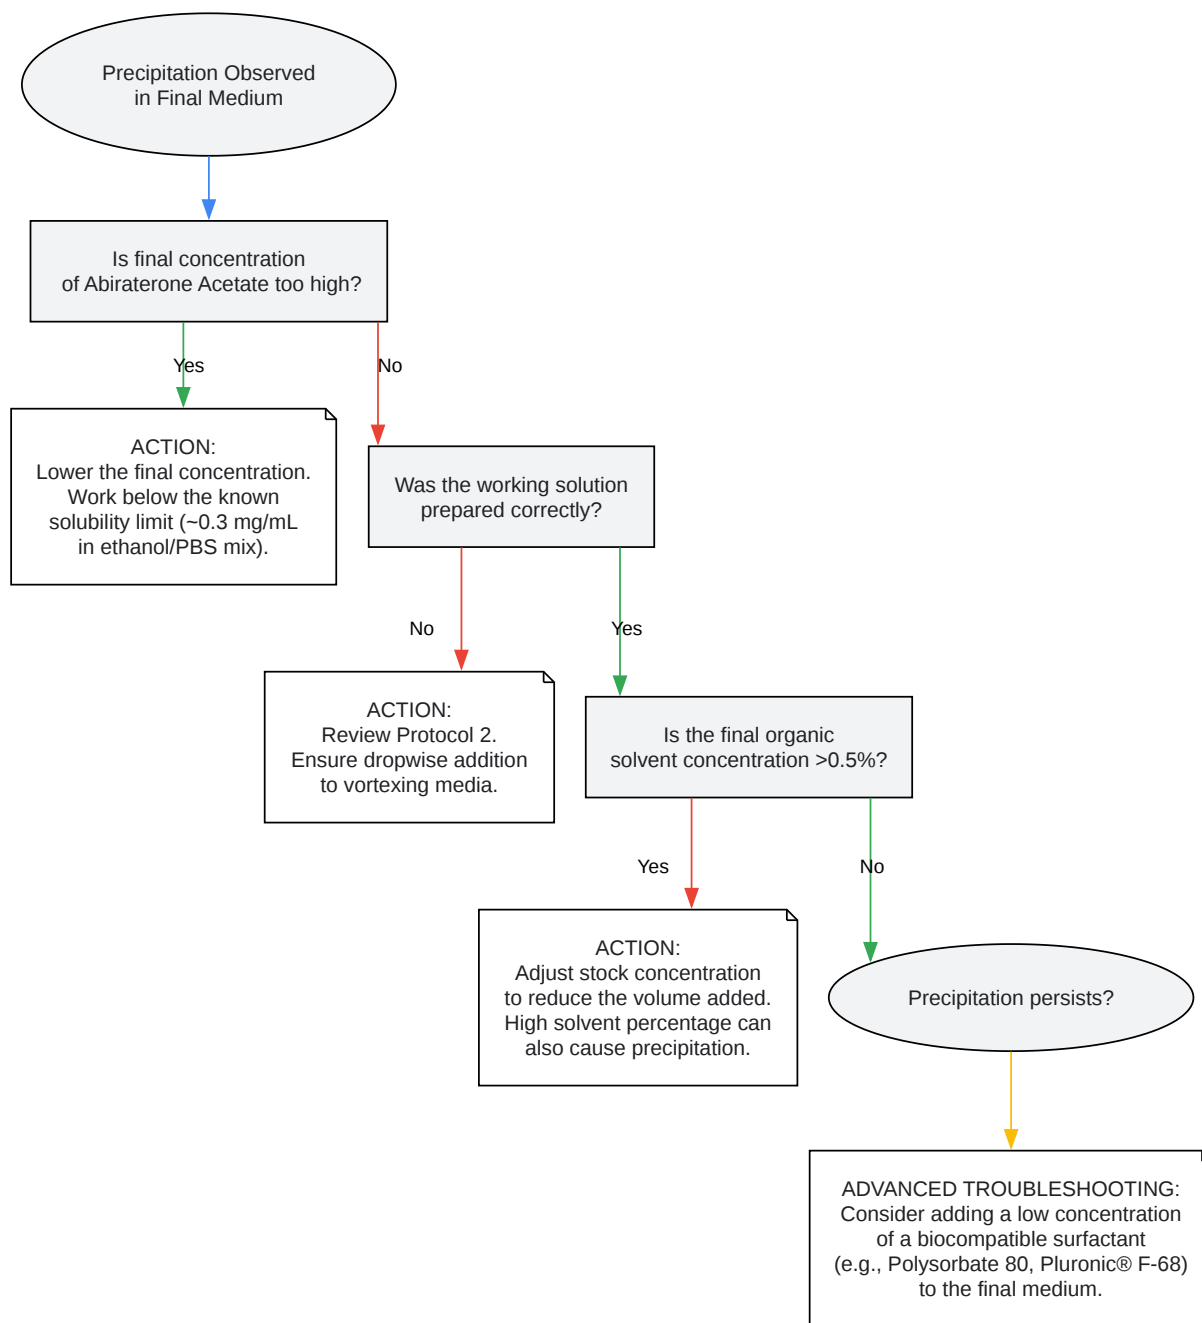 Precipitation Observed
in Final Medium
Is final concentration
of Abiraterone Acetate too high?
Yes
No
ACTION:
Lower the final concentration.
Work below the known
solubility limit (~0.3 mg/mL
in ethanol/PBS mix).
Was the working solution
prepared correctly?
No
Yes
ACTION:
Review Protocol 2.
Ensure dropwise addition
to vortexing media.
Is the final organic
solvent concentration >0.5%?
Yes
No
ACTION:
Adjust stock concentration
to reduce the volume added.
High solvent percentage can
also cause precipitation.
Precipitation persists?
ADVANCED TROUBLESHOOTING:
Consider adding a low concentration
of a biocompatible surfactant
(e.g., Polysorbate 80, Pluronic® F-68)
to the final medium.